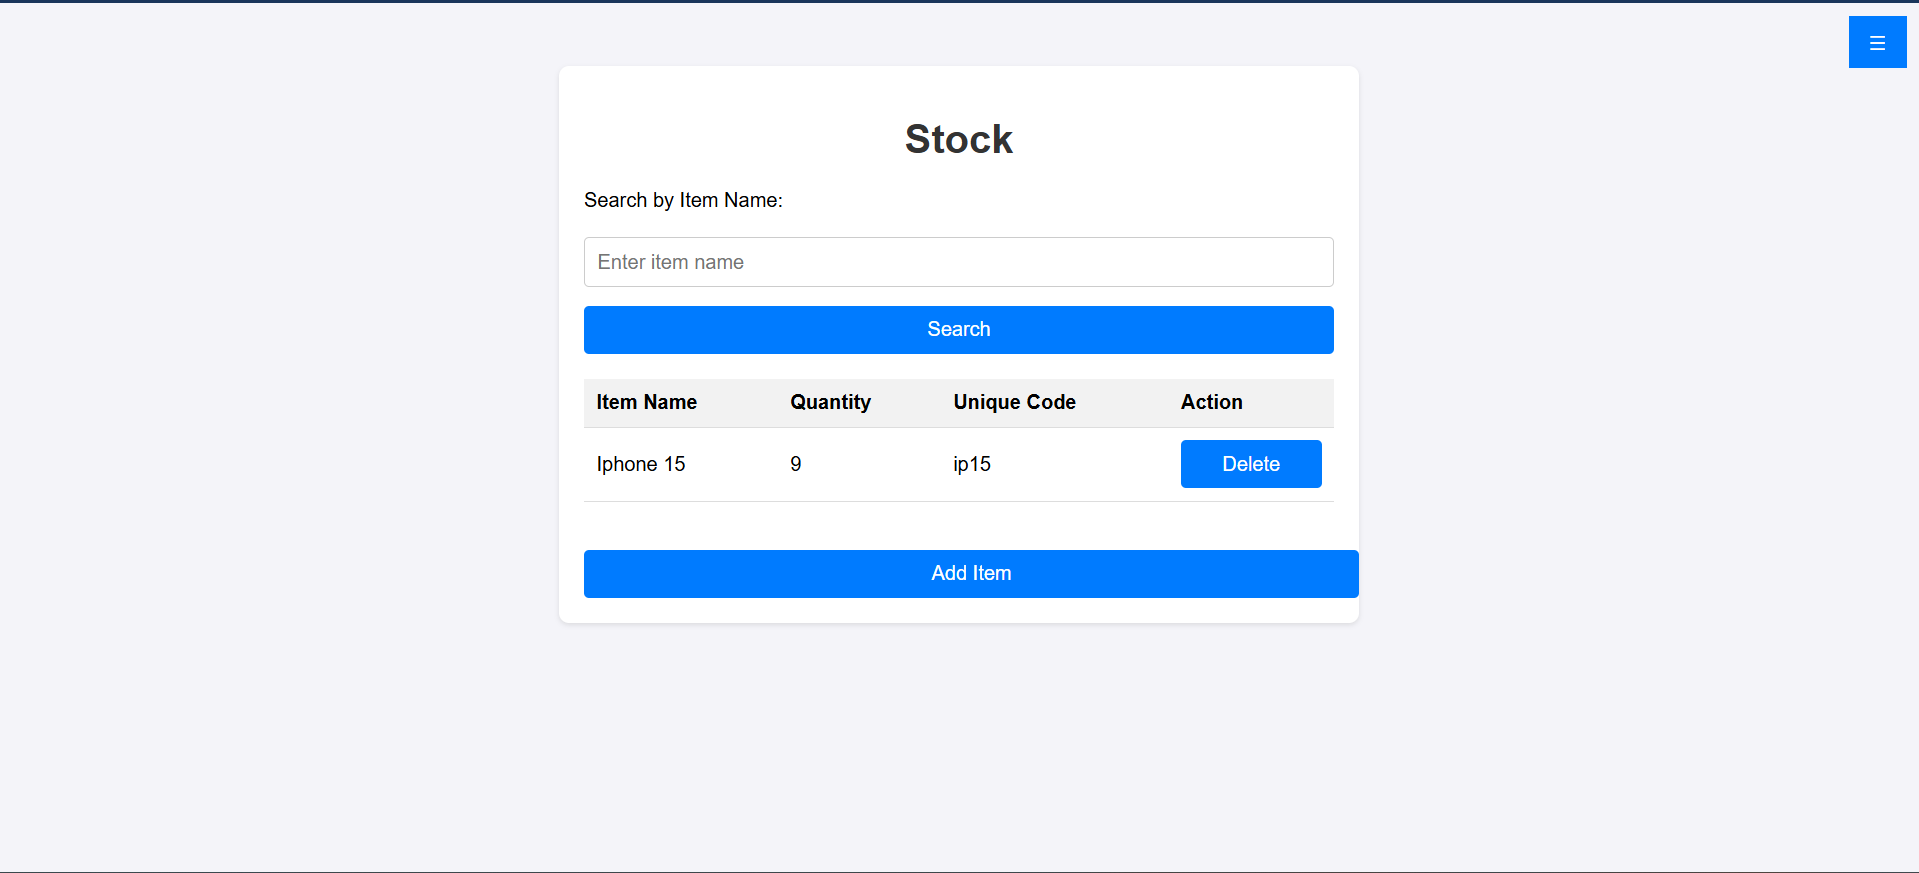 ☰
Stock
Search by Item Name:
Enter item name
Search
Item Name Quantity Unique Code Action
Iphone 15 9 ip15 Delete
Add Item